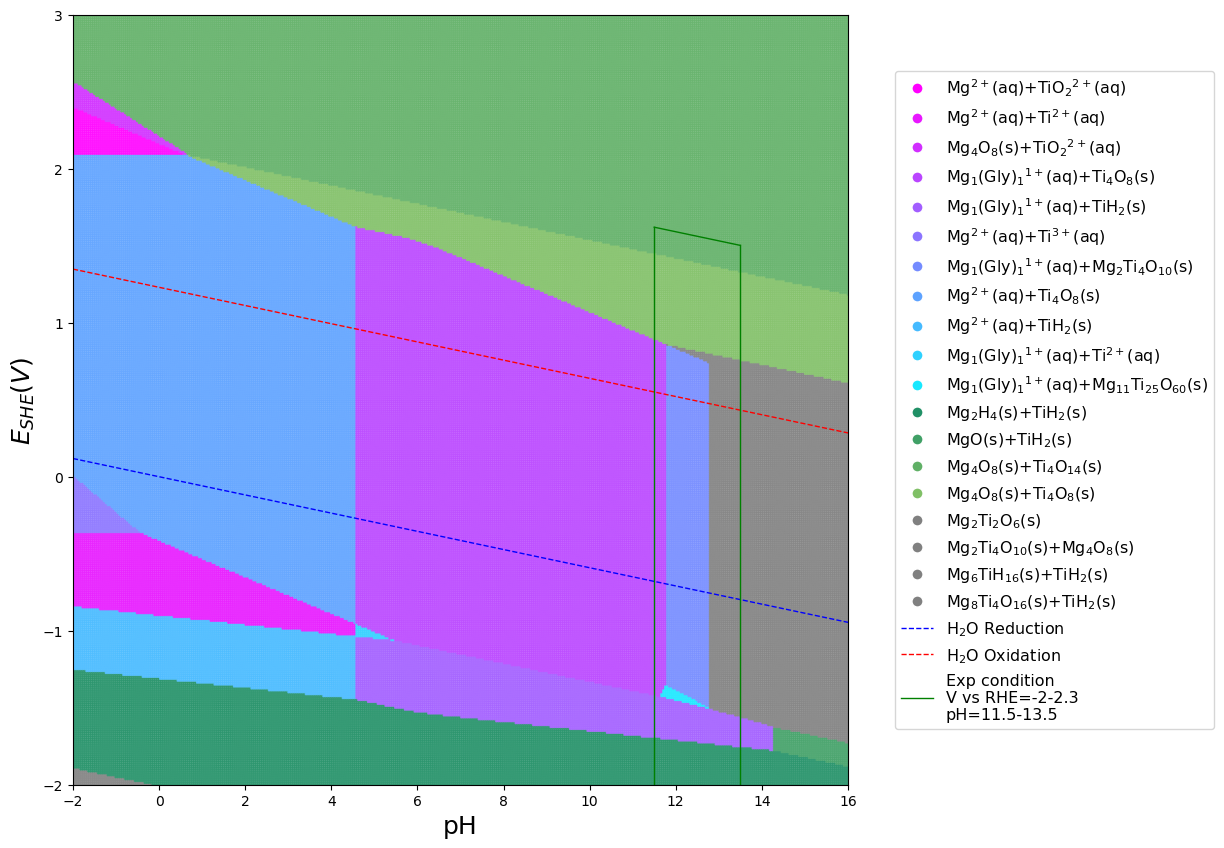 3
2
1
0
−1
−2
E_SHE(V)
−2 0 2 4 6 8 10 12 14 16
pH
Mg²⁺(aq)+TiO₂²⁺(aq)
Mg²⁺(aq)+Ti²⁺(aq)
Mg₄O₈(s)+TiO₂²⁺(aq)
Mg₁(Gly)₁¹⁺(aq)+Ti₄O₈(s)
Mg₁(Gly)₁¹⁺(aq)+TiH₂(s)
Mg²⁺(aq)+Ti³⁺(aq)
Mg₁(Gly)₁¹⁺(aq)+Mg₂Ti₄O₁₀(s)
Mg²⁺(aq)+Ti₄O₈(s)
Mg²⁺(aq)+TiH₂(s)
Mg₁(Gly)₁¹⁺(aq)+Ti²⁺(aq)
Mg₁(Gly)₁¹⁺(aq)+Mg₁₁Ti₂₅O₆₀(s)
Mg₂H₄(s)+TiH₂(s)
MgO(s)+TiH₂(s)
Mg₄O₈(s)+Ti₄O₁₄(s)
Mg₄O₈(s)+Ti₄O₈(s)
Mg₂Ti₂O₆(s)
Mg₂Ti₄O₁₀(s)+Mg₄O₈(s)
Mg₆TiH₁₆(s)+TiH₂(s)
Mg₈Ti₄O₁₆(s)+TiH₂(s)
H₂O Reduction
H₂O Oxidation
Exp condition
V vs RHE=-2-2.3
pH=11.5-13.5